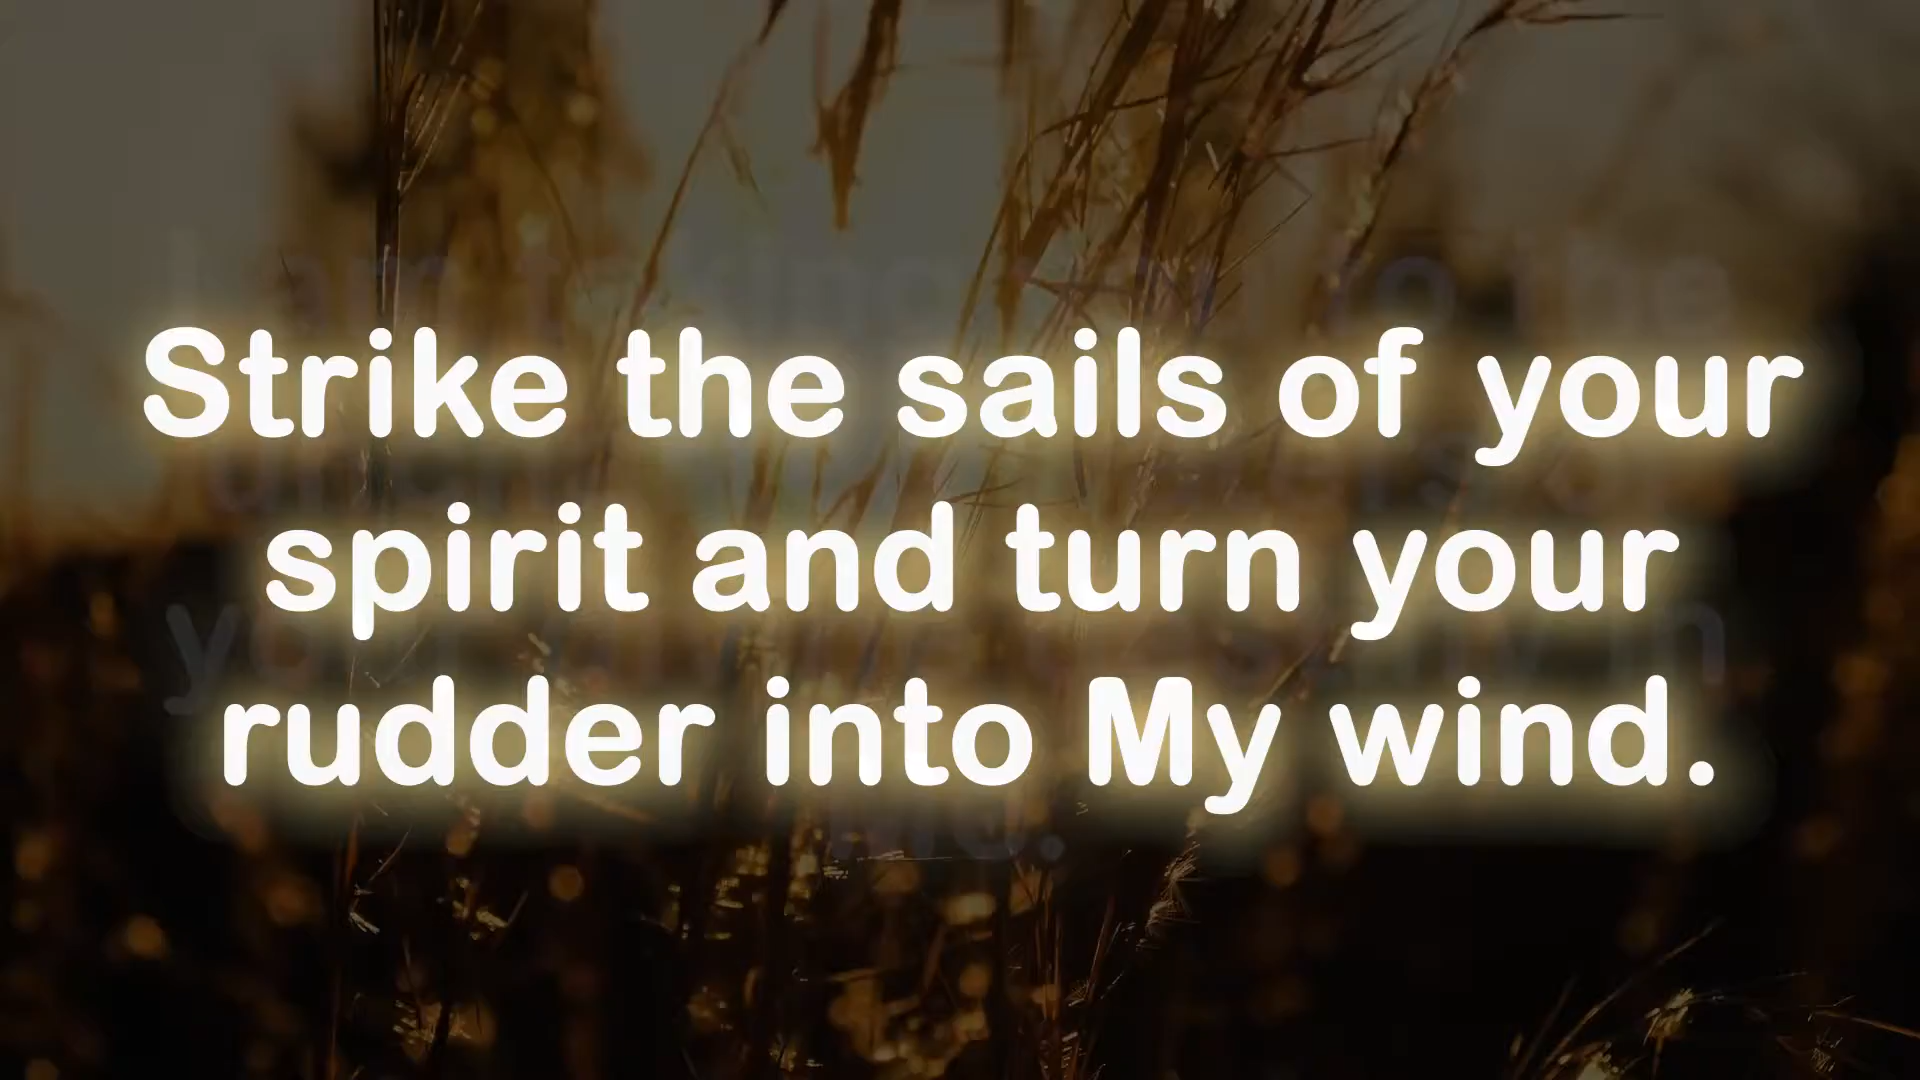 Strike the sails of your
spirit and turn your
rudder into My wind.